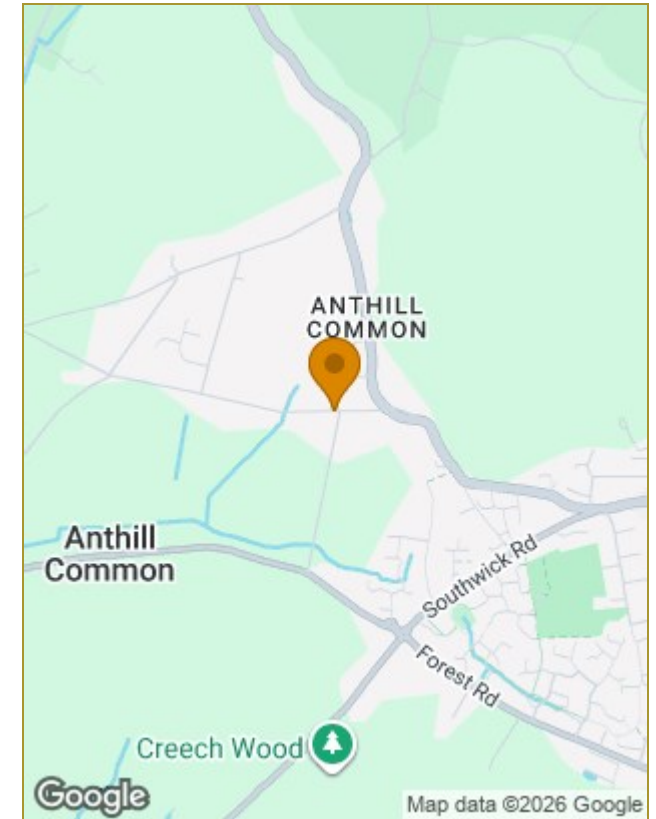 ANTHILL
COMMON
Anthill
Common
Southwick Rd
Forest Rd
Creech Wood
Google
Map data ©2026 Google